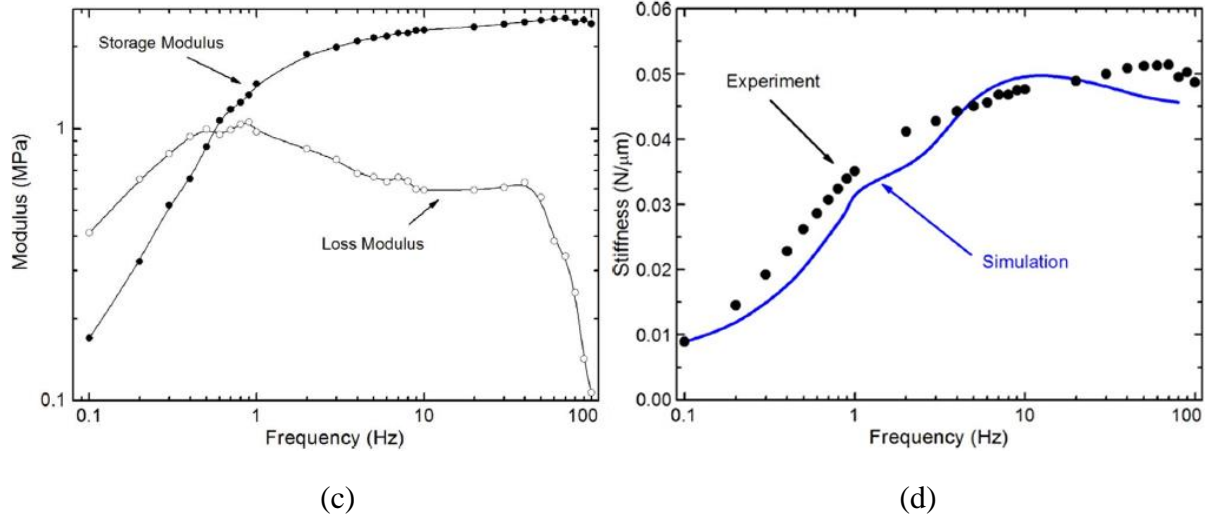 Storage Modulus
Loss Modulus
Modulus (MPa)
1
0.1
0.1
1
10
100
Frequency (Hz)
(c)
0.06
0.05
0.04
0.03
0.02
0.01
0.00
Stiffness (N/μm)
Experiment
Simulation
0.1
1
10
100
Frequency (Hz)
(d)